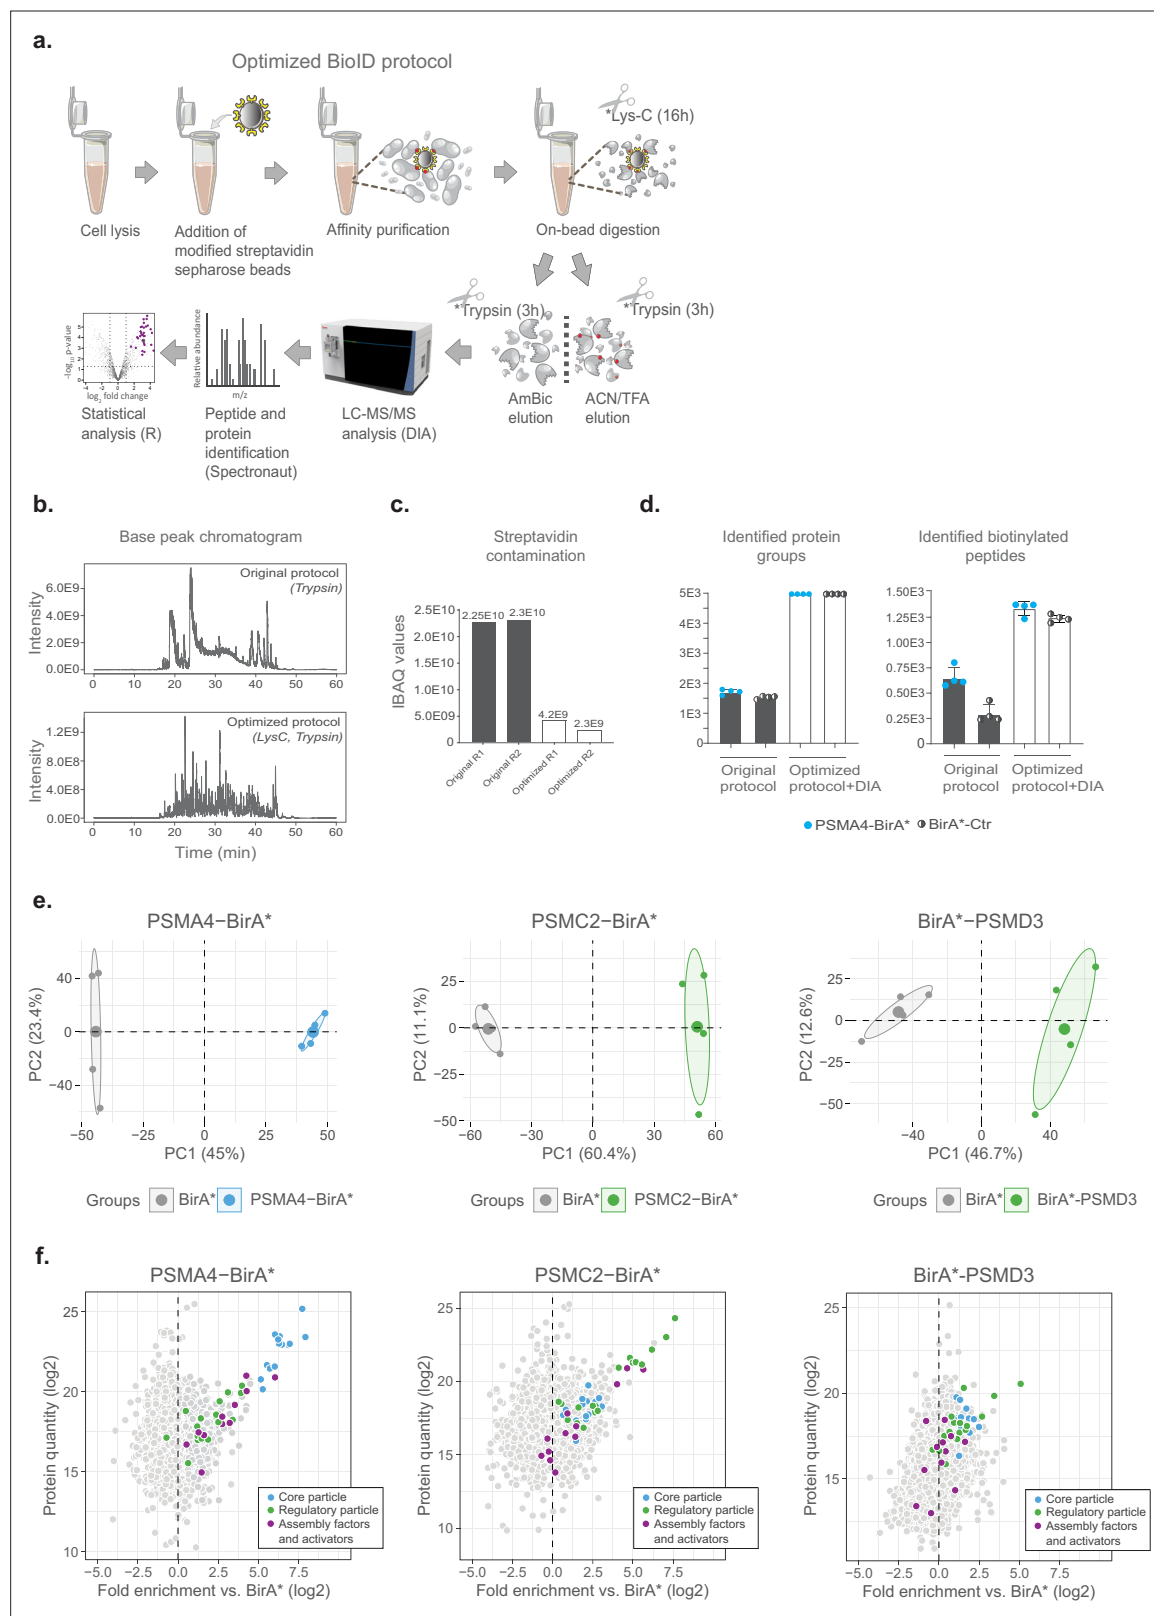 a.
Optimized BioID protocol
*Lys-C (16h)
Cell lysis
Addition of
modified streptavidin
sepharose beads
Affinity purification
On-bead digestion
*Trypsin (3h)
*Trypsin (3h)
AmBic
elution
ACN/TFA
elution
LC-MS/MS
analysis (DIA)
Relative abundance
m/z
Peptide and
protein
identification
(Spectronaut)
-log10 p-value
5
4
3
2
1
0
-4 -2 0 2 4
log2 fold change
Statistical
analysis (R)
b.
Base peak chromatogram
Original protocol
(Trypsin)
Intensity
6.0E9
4.0E9
2.0E9
0.0E0
0 10 20 30 40 50 60
Optimized protocol
(LysC, Trypsin)
Intensity
1.2E9
8.0E8
4.0E8
0.0E0
0 10 20 30 40 50 60
Time (min)
c.
Streptavidin
contamination
IBAQ values
2.5E10
2.0E10
1.5E10
1.0E10
5.0E09
0
2.25E10 2.3E10
4.2E9
2.3E9
Original R1
Original R2
Optimized R1
Optimized R2
d.
Identified protein
groups
5E3
4E3
3E3
2E3
1E3
Original
protocol
Optimized
protocol+DIA
Identified biotinylated
peptides
1.50E3
1.25E3
1.00E3
0.75E3
0.50E3
0.25E3
Original
protocol
Optimized
protocol+DIA
PSMA4-BirA* BirA*-Ctr
e.
PSMA4−BirA*
PC2 (23.4%)
40
0
−40
−50 −25 0 25 50
PC1 (45%)
Groups BirA* PSMA4−BirA*
PSMC2−BirA*
PC2 (11.1%)
25
0
−25
−50
−60 −30 0 30 60
PC1 (60.4%)
Groups BirA* PSMC2−BirA*
BirA*−PSMD3
PC2 (12.6%)
25
0
−25
−50
−40 0 40
PC1 (46.7%)
Groups BirA* BirA*-PSMD3
f.
PSMA4−BirA*
Protein quantity (log2)
25
20
15
10
Core particle
Regulatory particle
Assembly factors
and activators
−5.0 −2.5 0.0 2.5 5.0 7.5
Fold enrichment vs. BirA* (log2)
PSMC2−BirA*
Protein quantity (log2)
25
20
15
10
Core particle
Regulatory particle
Assembly factors
and activators
−5.0 −2.5 0.0 2.5 5.0 7.5
Fold enrichment vs. BirA* (log2)
BirA*-PSMD3
Protein quantity (log2)
25
20
15
Core particle
Regulatory particle
Assembly factors
and activators
−5.0 −2.5 0.0 2.5 5.0 7.5
Fold enrichment vs. BirA* (log2)